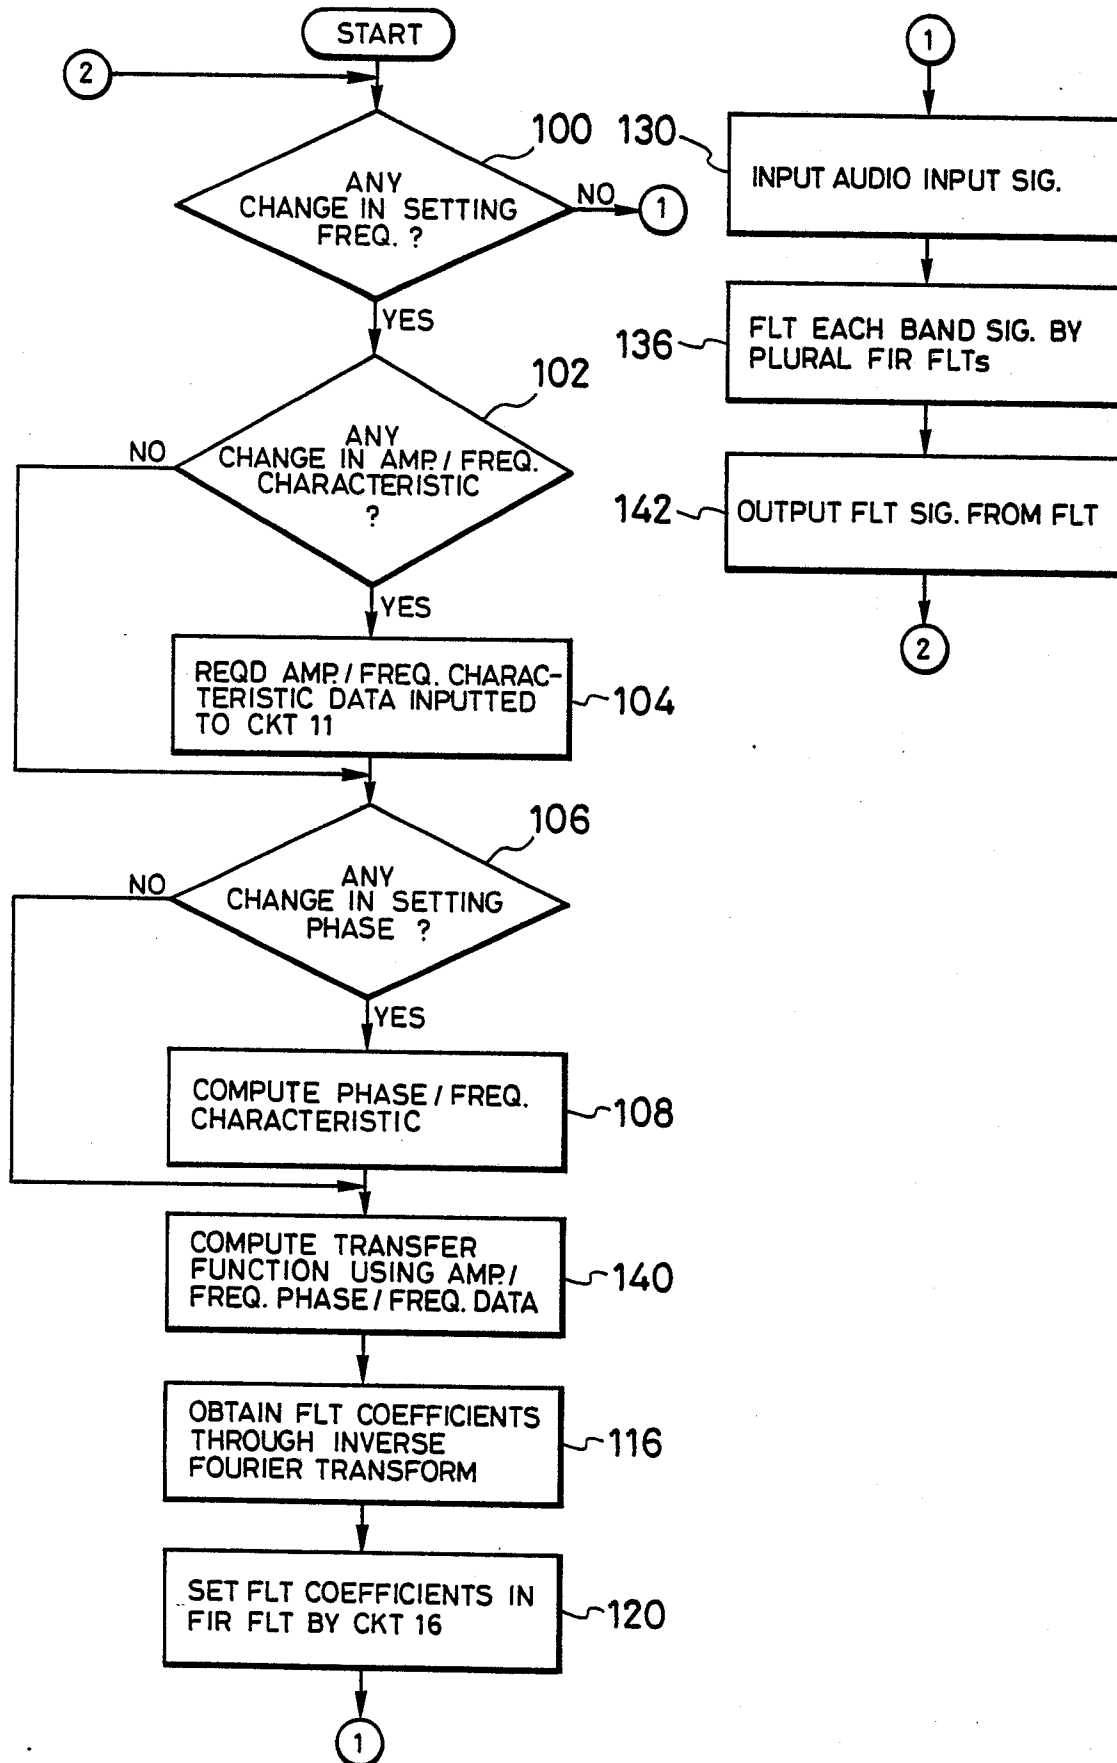 START
2
100
ANY
CHANGE IN SETTING
FREQ. ?
NO
1
YES
102
ANY
CHANGE IN AMP./FREQ.
CHARACTERISTIC
?
NO
YES
REQD AMP./FREQ. CHARAC-
TERISTIC DATA INPUTTED
TO CKT 11
104
106
ANY
CHANGE IN SETTING
PHASE ?
NO
YES
COMPUTE PHASE/FREQ.
CHARACTERISTIC
108
COMPUTE TRANSFER
FUNCTION USING AMP./
FREQ. PHASE/FREQ. DATA
140
OBTAIN FLT COEFFICIENTS
THROUGH INVERSE
FOURIER TRANSFORM
116
SET FLT COEFFICIENTS IN
FIR FLT BY CKT 16
120
1
1
130
INPUT AUDIO INPUT SIG.
136
FLT EACH BAND SIG. BY
PLURAL FIR FLTs
142
OUTPUT FLT SIG. FROM FLT
2